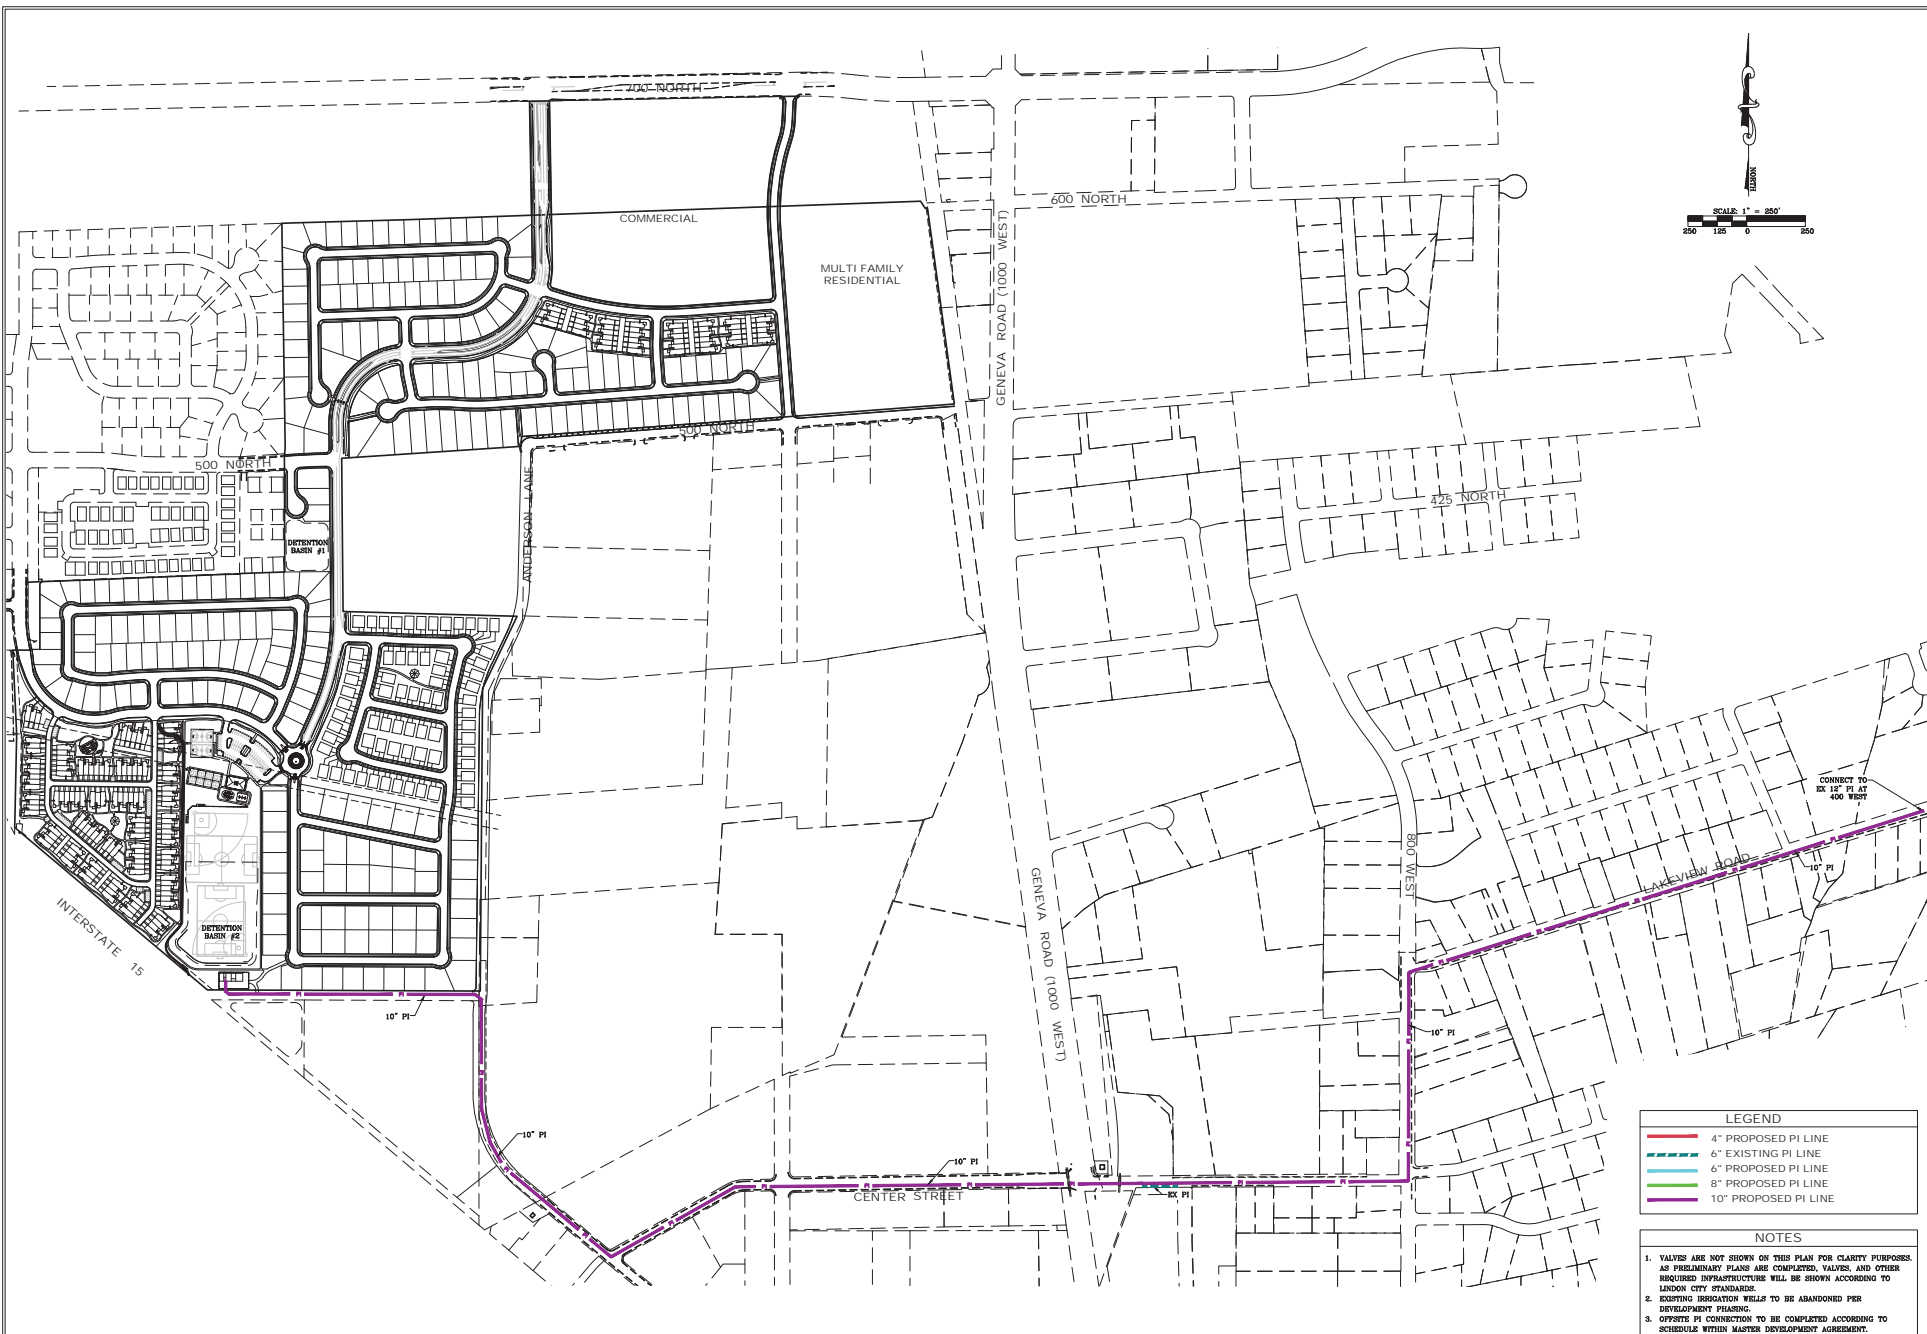 700 NORTH
NORTH
SCALE: 1" = 250'
250 125 0 250
COMMERCIAL
600 NORTH
GENEVA ROAD (1000 WEST)
MULTI FAMILY
RESIDENTIAL
500 NORTH
500 NORTH
425 NORTH
ANDERSON LANE
DETENTION
BASIN #1
CONNECT TO
EX 12" PI AT
400 WEST
800 WEST
LAKEVIEW ROAD
10" PI
GENEVA ROAD (1000 WEST)
INTERSTATE 15
DETENTION
BASIN #2
10" PI
10" PI
10" PI
10" PI
CENTER STREET
EX PI
LEGEND
4" PROPOSED PI LINE
6" EXISTING PI LINE
6" PROPOSED PI LINE
8" PROPOSED PI LINE
10" PROPOSED PI LINE
NOTES
1. VALVES ARE NOT SHOWN ON THIS PLAN FOR CLARITY PURPOSES.
AS PRELIMINARY PLANS ARE COMPLETED, VALVES, AND OTHER
REQUIRED INFRASTRUCTURE WILL BE SHOWN ACCORDING TO
LINDON CITY STANDARDS.
2. EXISTING IRRIGATION WELLS TO BE ABANDONED PER
DEVELOPMENT PHASING.
3. OFFSITE PI CONNECTION TO BE COMPLETED ACCORDING TO
SCHEDULE WITHIN MASTER DEVELOPMENT AGREEMENT.